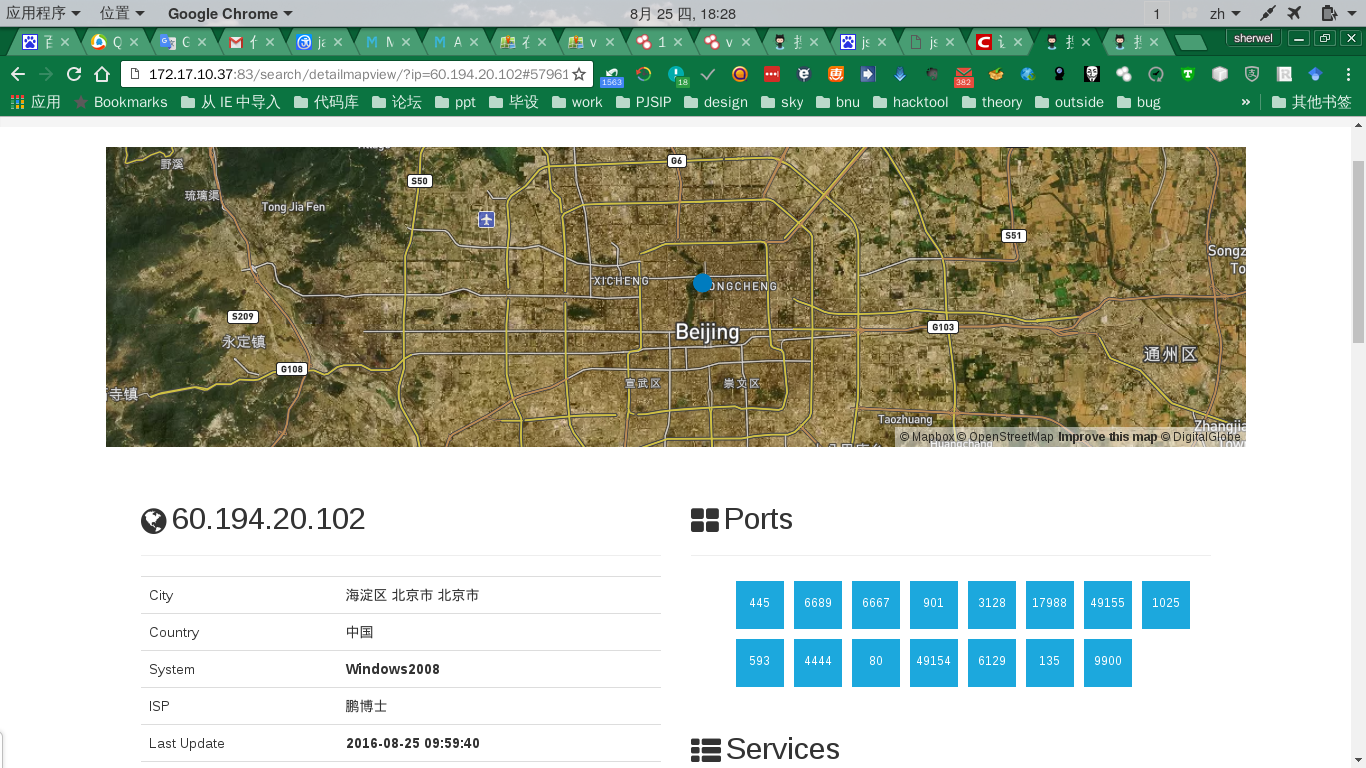 应用程序 位置 Google Chrome 8月 25 四, 18:28 1 zh
sherwel
172.17.10.37:83/search/detailmapview/?ip=60.194.20.102#57961
1563 18 382
应用 Bookmarks 从 IE 中导入 代码库 论坛 ppt 毕设 work PJSIP design sky bnu hacktool theory outside bug » 其他书签
野溪
G6
S50
琉璃渠
Tong Jia Fen
S51
Songz
To
XICHENG
ONGCHENG
S209
永定镇
Beijing
G103
通州区
G108
宣武区
崇文区
寺镇
Taozhuang
Zhangjia
© Mapbox © OpenStreetMap Improve this map © DigitalGlobe
Huangchang
60.194.20.102
City 海淀区 北京市 北京市
Country 中国
System Windows2008
ISP 鹏博士
Last Update 2016-08-25 09:59:40
Ports
445 6689 6667 901 3128 17988 49155 1025
593 4444 80 49154 6129 135 9900
Services